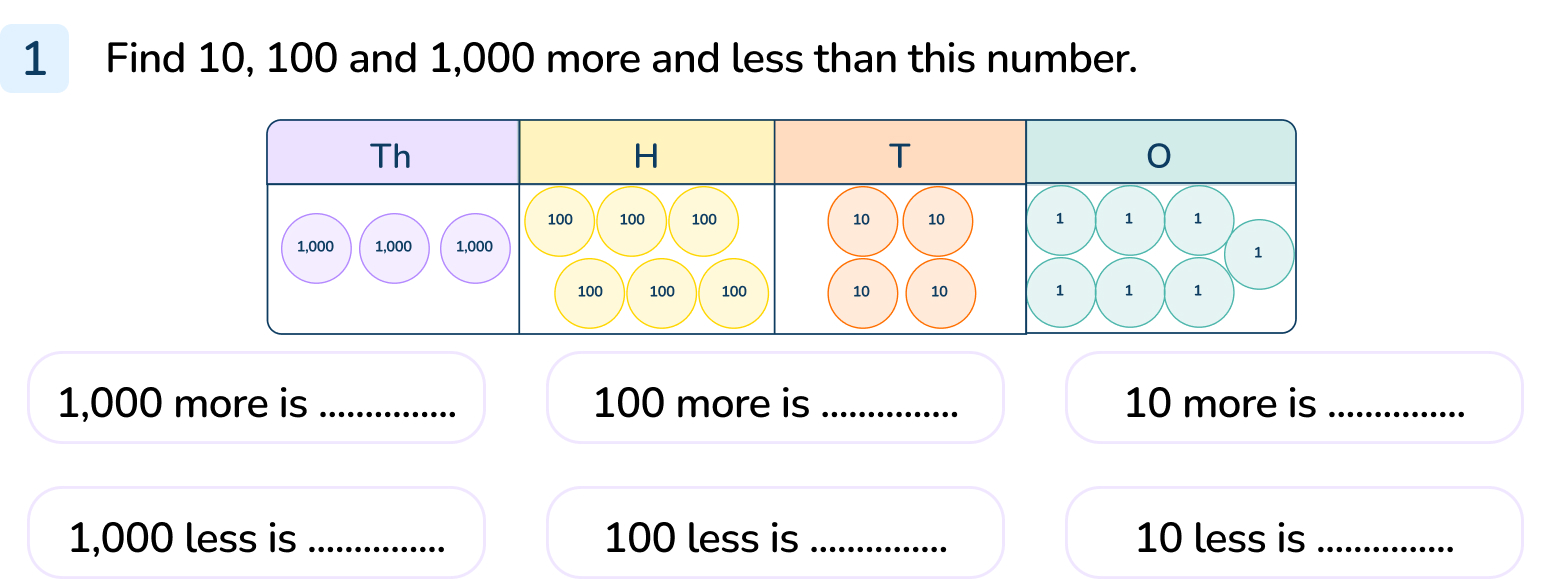 1 Find 10, 100 and 1,000 more and less than this number.
Th H T O
100 100 100 10 10 1 1 1
1,000 1,000 1,000 1
100 100 100 10 10 1 1 1
1,000 more is ............... 100 more is ............... 10 more is ...............
1,000 less is ............... 100 less is ............... 10 less is ...............